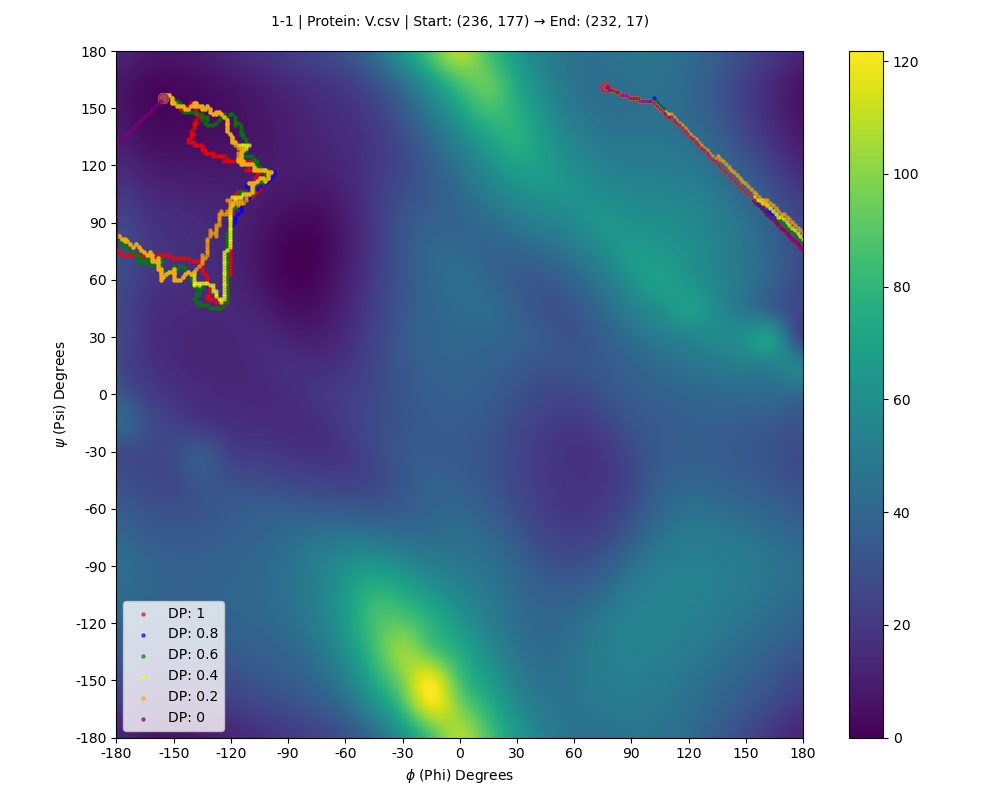 1-1 | Protein: V.csv | Start: (236, 177) → End: (232, 17)
180
150
120
90
60
30
0
-30
-60
-90
-120
-150
-180
ψ (Psi) Degrees
-180 -150 -120 -90 -60 -30 0 30 60 90 120 150 180
ϕ (Phi) Degrees
DP: 1
DP: 0.8
DP: 0.6
DP: 0.4
DP: 0.2
DP: 0
120
100
80
60
40
20
0